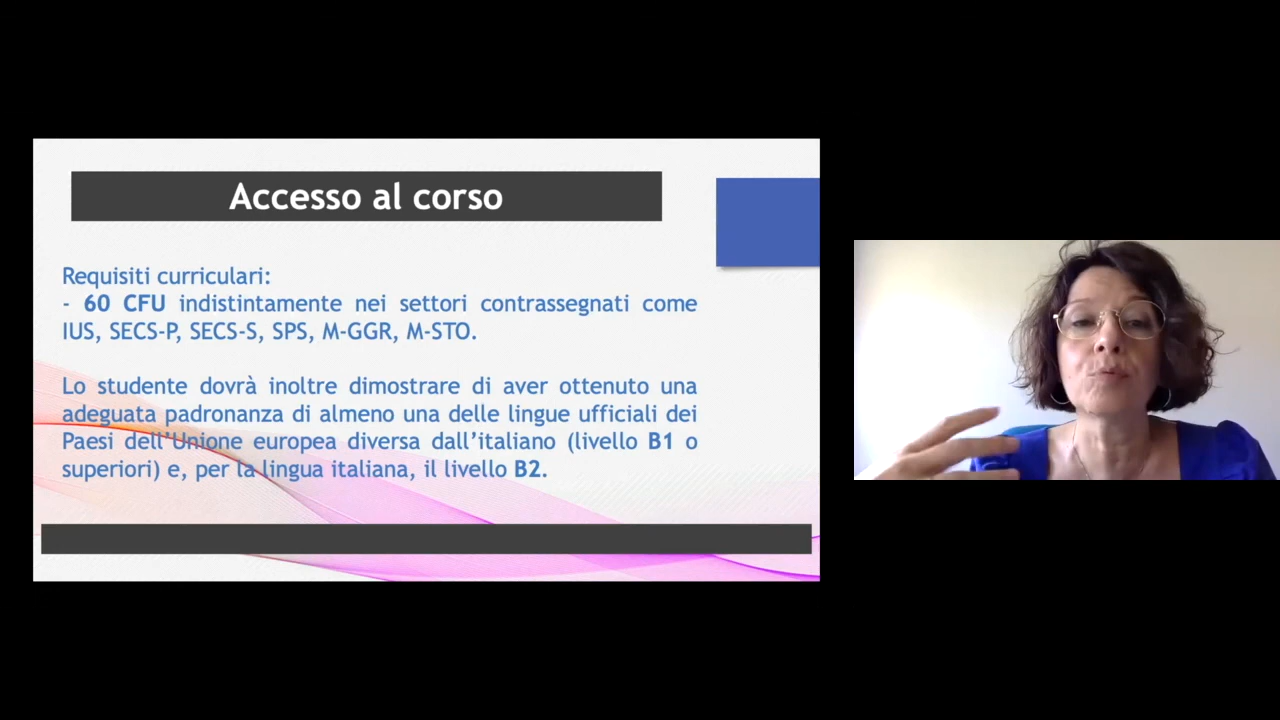 Accesso al corso
Requisiti curriculari:
- 60 CFU indistintamente nei settori contrassegnati come
IUS, SECS-P, SECS-S, SPS, M-GGR, M-STO.
Lo studente dovrà inoltre dimostrare di aver ottenuto una
adeguata padronanza di almeno una delle lingue ufficiali dei
Paesi dell'Unione europea diversa dall'italiano (livello B1 o
superiori) e, per la lingua italiana, il livello B2.